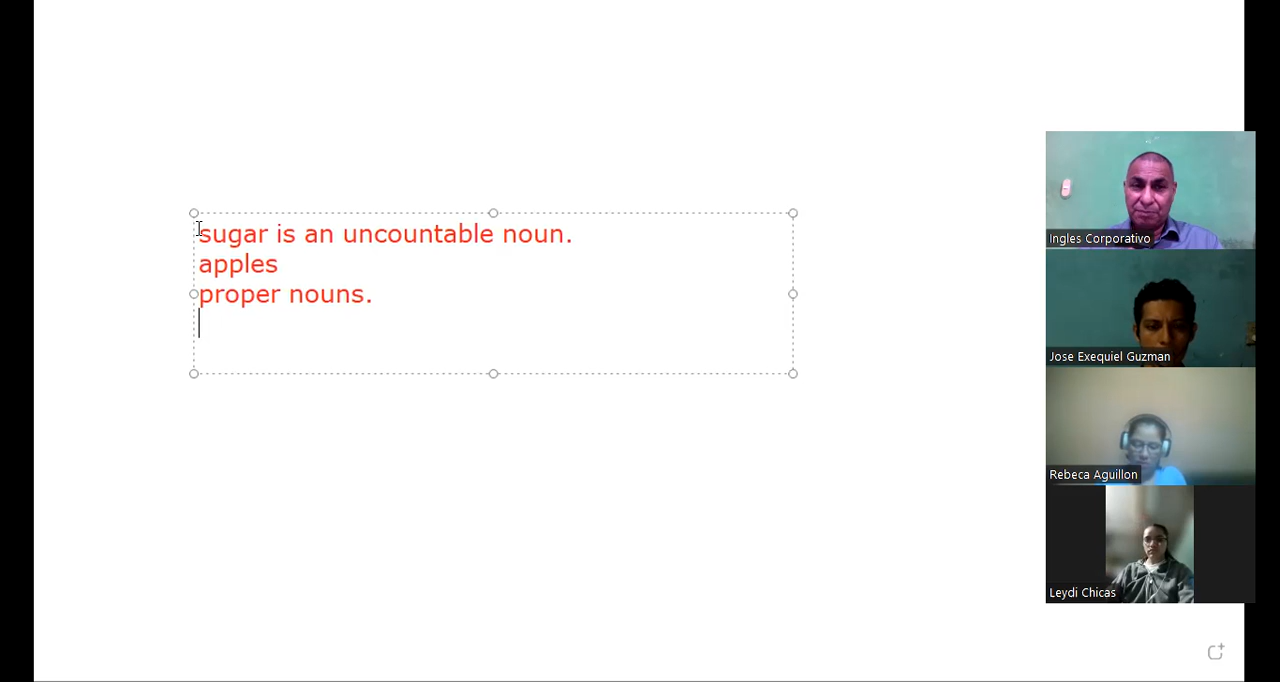 sugar is an uncountable noun.
apples
proper nouns.
Ingles Corporativo
Jose Exequiel Guzman
Rebeca Aguillon
Leydi Chicas